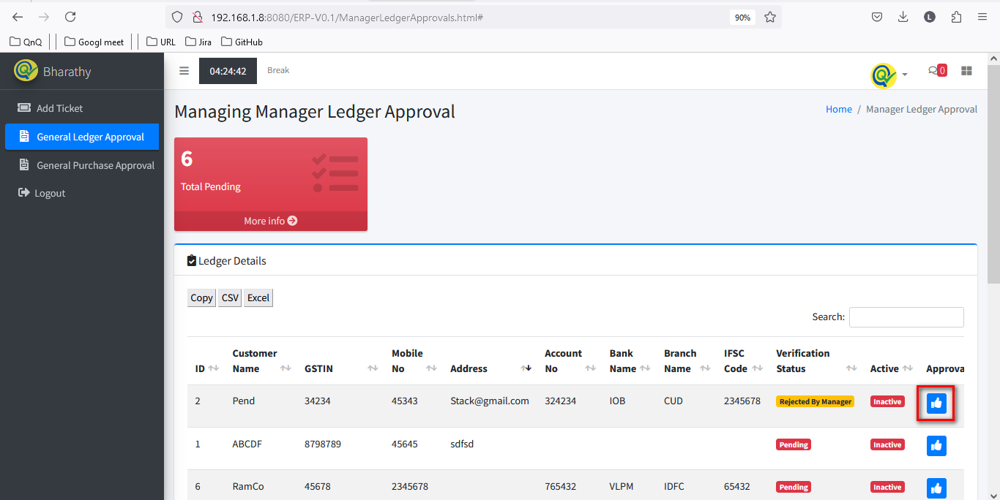 192.168.1.8:8080/ERP-V0.1/ManagerLedgerApprovals.html#
90%
L
QnQ
Googl meet
URL
Jira
GitHub
Bharathy
04:24:42
Break
0
Add Ticket
General Ledger Approval
General Purchase Approval
Logout
Managing Manager Ledger Approval
Home / Manager Ledger Approval
6
Total Pending
More info
Ledger Details
Copy CSV Excel
Search:
ID Customer Name GSTIN Mobile No Address Account No Bank Name Branch Name IFSC Code Verification Status Active Approva
2 Pend 34234 45343 Stack@gmail.com 324234 IOB CUD 2345678 Rejected By Manager Inactive
1 ABCDF 8798789 45645 sdfsd Pending Inactive
6 RamCo 45678 2345678 765432 VLPM IDFC 65432 Pending Inactive